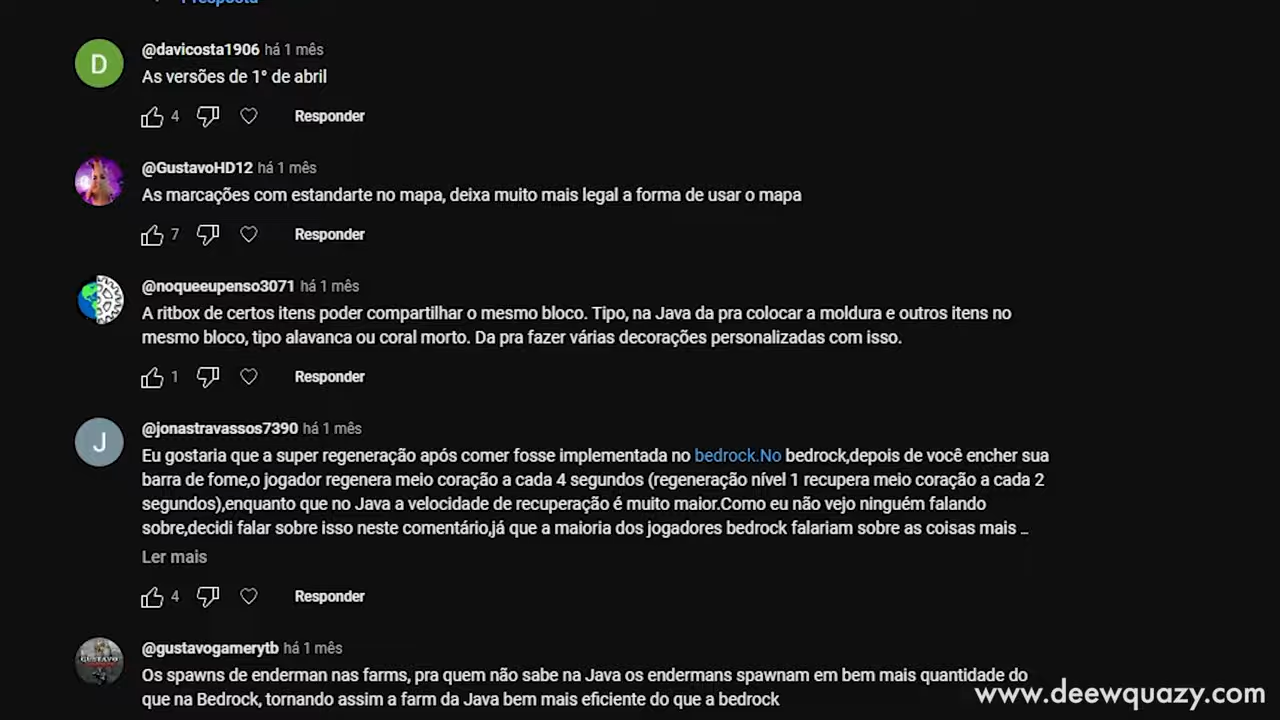 1 resposta
@davicosta1906 há 1 mês
As versões de 1° de abril
4 Responder
@GustavoHD12 há 1 mês
As marcações com estandarte no mapa, deixa muito mais legal a forma de usar o mapa
7 Responder
@noqueeupenso3071 há 1 mês
A ritbox de certos itens poder compartilhar o mesmo bloco. Tipo, na Java da pra colocar a moldura e outros itens no
mesmo bloco, tipo alavanca ou coral morto. Da pra fazer várias decorações personalizadas com isso.
1 Responder
J
@jonastravassos7390 há 1 mês
Eu gostaria que a super regeneração após comer fosse implementada no bedrock.No bedrock,depois de você encher sua
barra de fome,o jogador regenera meio coração a cada 4 segundos (regeneração nível 1 recupera meio coração a cada 2
segundos),enquanto que no Java a velocidade de recuperação é muito maior.Como eu não vejo ninguém falando
sobre,decidi falar sobre isso neste comentário,já que a maioria dos jogadores bedrock falariam sobre as coisas mais ...
Ler mais
4 Responder
@gustavogamerytb há 1 mês
Os spawns de enderman nas farms, pra quem não sabe na Java os endermans spawnam em bem mais quantidade do
que na Bedrock, tornando assim a farm da Java bem mais eficiente do que a bedrock
www.deewquazy.com